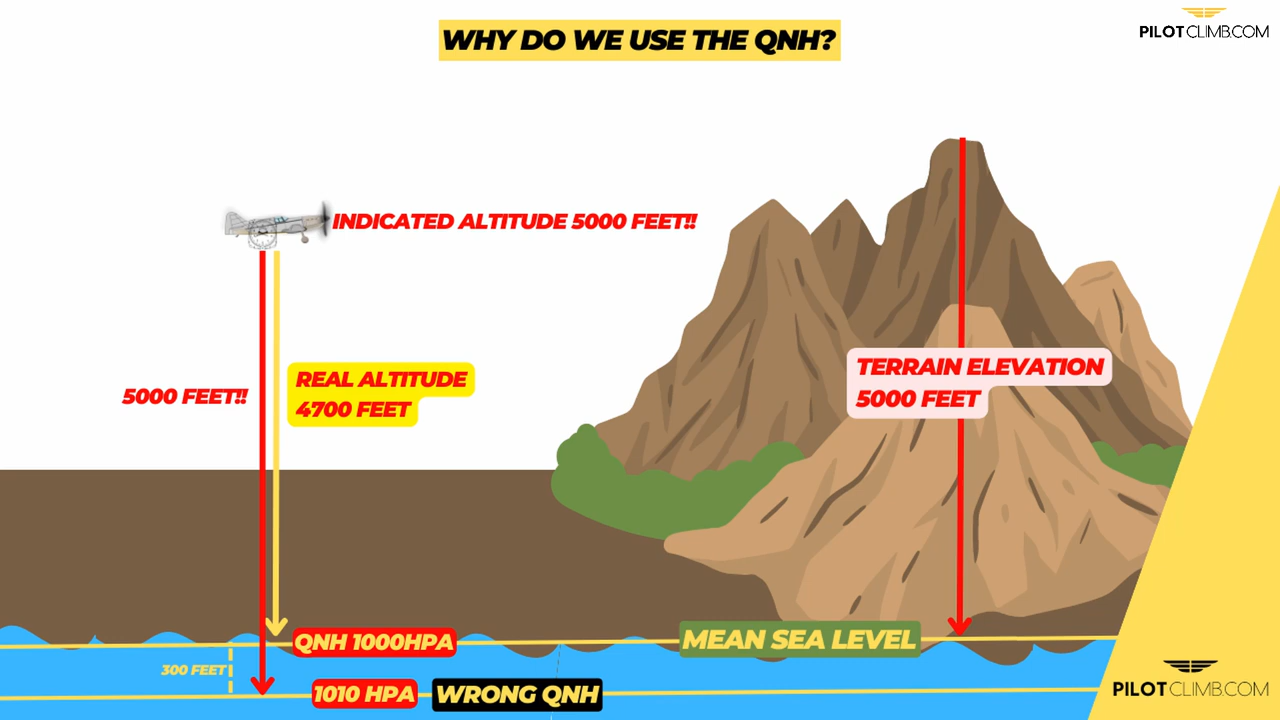 WHY DO WE USE THE QNH?
PILOTCLIMB.COM
INDICATED ALTITUDE 5000 FEET!!
5000 FEET!!
REAL ALTITUDE
4700 FEET
TERRAIN ELEVATION
5000 FEET
QNH 1000HPA
MEAN SEA LEVEL
300 FEET
1010 HPA
WRONG QNH
PILOTCLIMB.COM